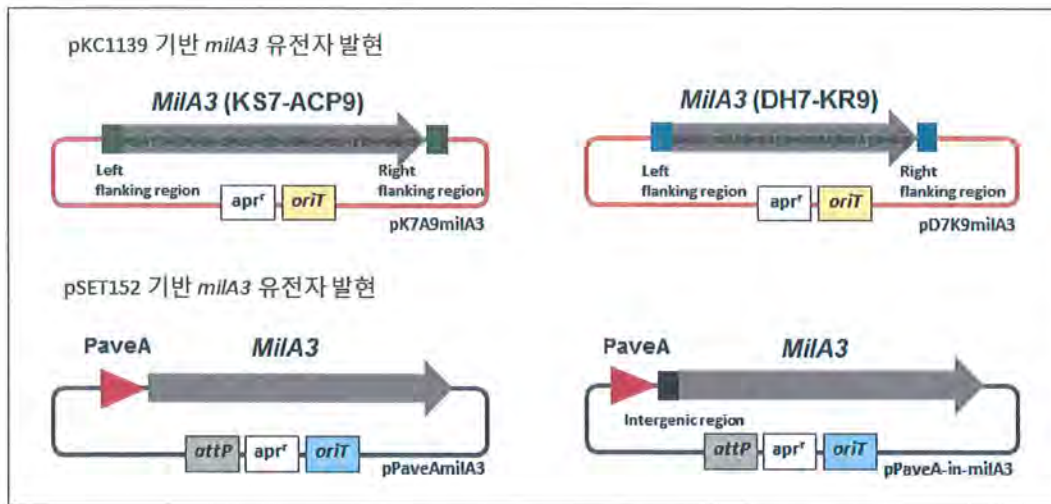 pKC1139 기반 milA3 유전자 발현
MilA3 (KS7-ACP9)
Left
flanking region
Right
flanking region
aprʳ
oriT
pK7A9milA3
MilA3 (DH7-KR9)
Left
flanking region
Right
flanking region
aprʳ
oriT
pD7K9milA3
pSET152 기반 milA3 유전자 발현
PaveA
MilA3
attP
aprʳ
oriT
pPaveAmilA3
PaveA
MilA3
Intergenic region
attP
aprʳ
oriT
pPaveA-in-milA3